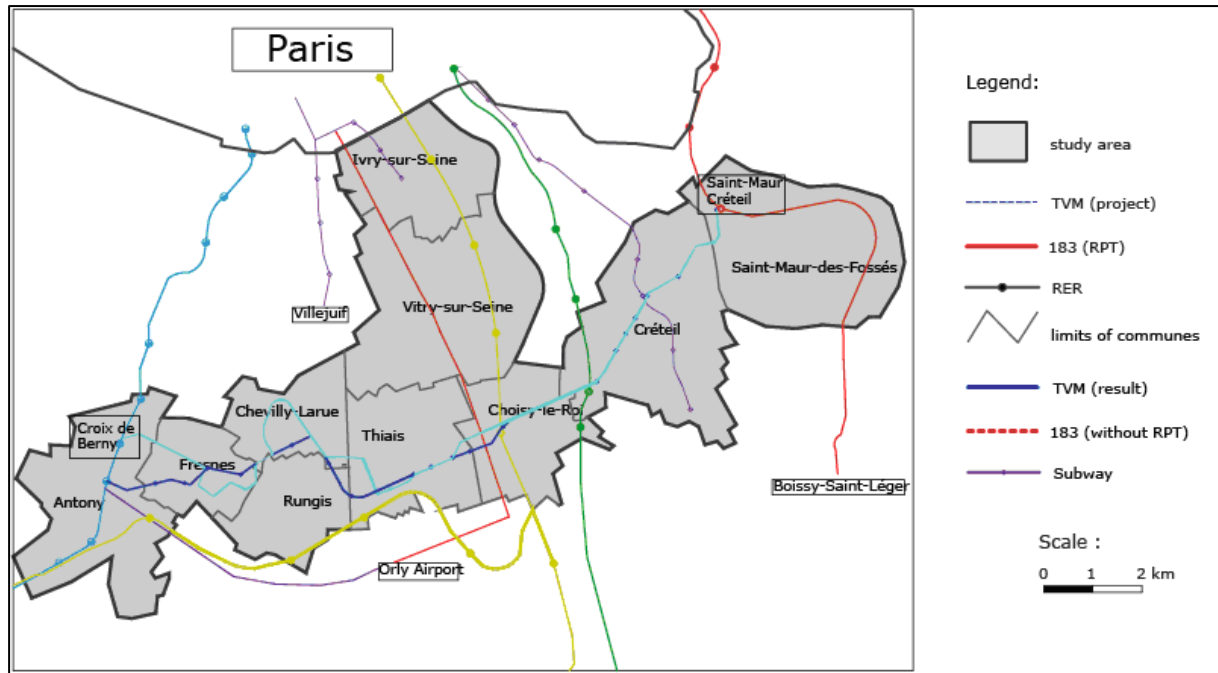 Paris
Ivry-sur-Seine
Saint-Maur
Créteil
Saint-Maur-des-Fossés
Vitry-sur-Seine
Villejuif
Créteil
Chevilly-Larue
Choisy-le-Ro
Croix de
Berny
Thiais
Fresnes
Antony
Rungis
Boissy-Saint-Léger
Orly Airport
Legend:
study area
TVM (project)
183 (RPT)
RER
limits of communes
TVM (result)
183 (without RPT)
Subway
Scale :
0 1 2 km